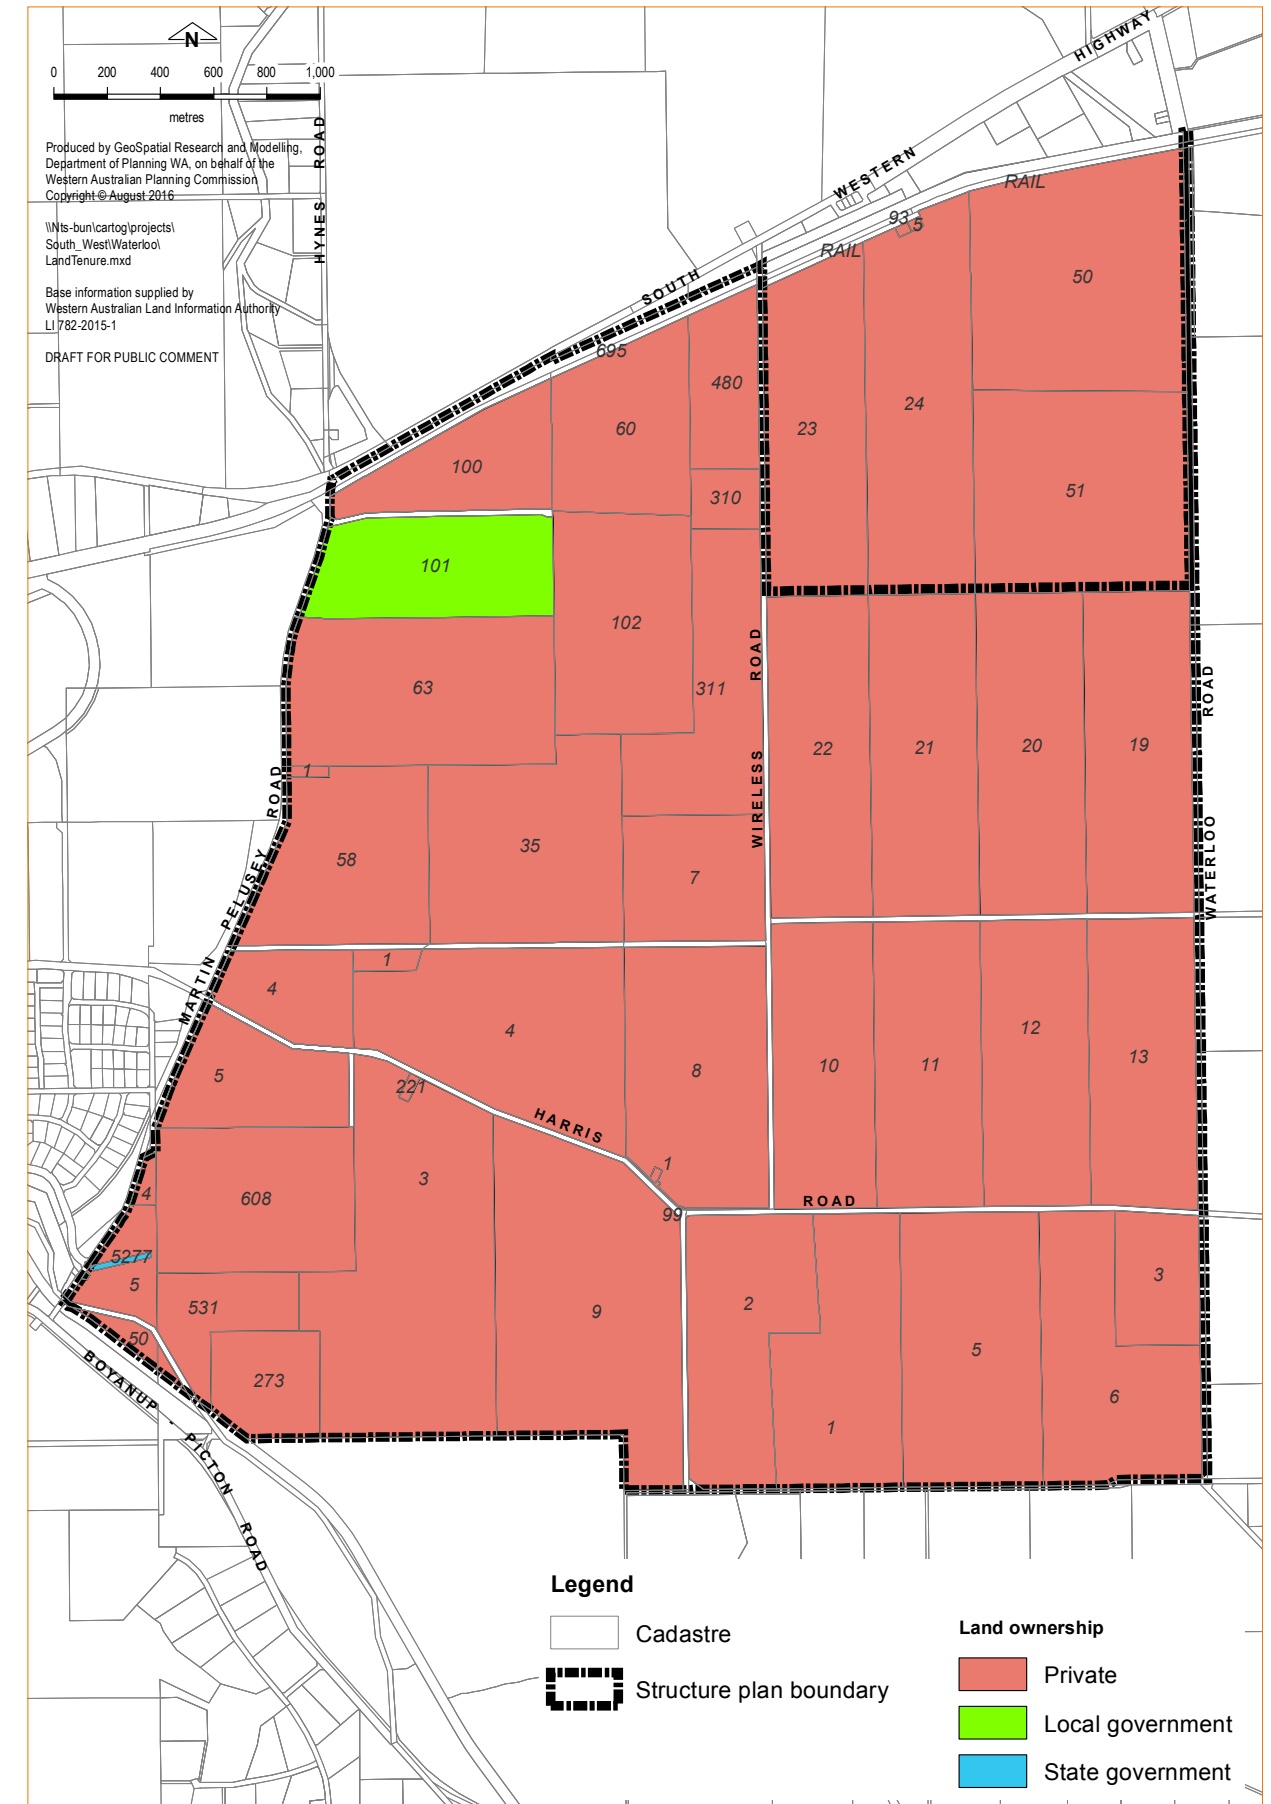 N
0 200 400 600 800 1,000
metres
Produced by GeoSpatial Research and Modelling,
Department of Planning WA, on behalf of the
Western Australian Planning Commission
Copyright © August 2016
\\Nts-bun\cartog\projects\
South_West\Waterloo\
LandTenure.mxd
Base information supplied by
Western Australian Land Information Authority
LI 782-2015-1
DRAFT FOR PUBLIC COMMENT
HYNES ROAD
SOUTH WESTERN HIGHWAY
RAIL
RAIL
93
5
50
695
480
60
24
23
100
51
310
101
102
63
311
WIRELESS ROAD
WATERLOO ROAD
22
21
20
19
1
MARTIN PELUSEY ROAD
58
35
7
1
4
4
12
5
8
10
11
13
221
HARRIS ROAD
1
3
4
608
99
5277
5
3
531
2
9
50
5
273
6
1
BOYANUP - PICTON ROAD
Legend
Cadastre
Structure plan boundary
Land ownership
Private
Local government
State government